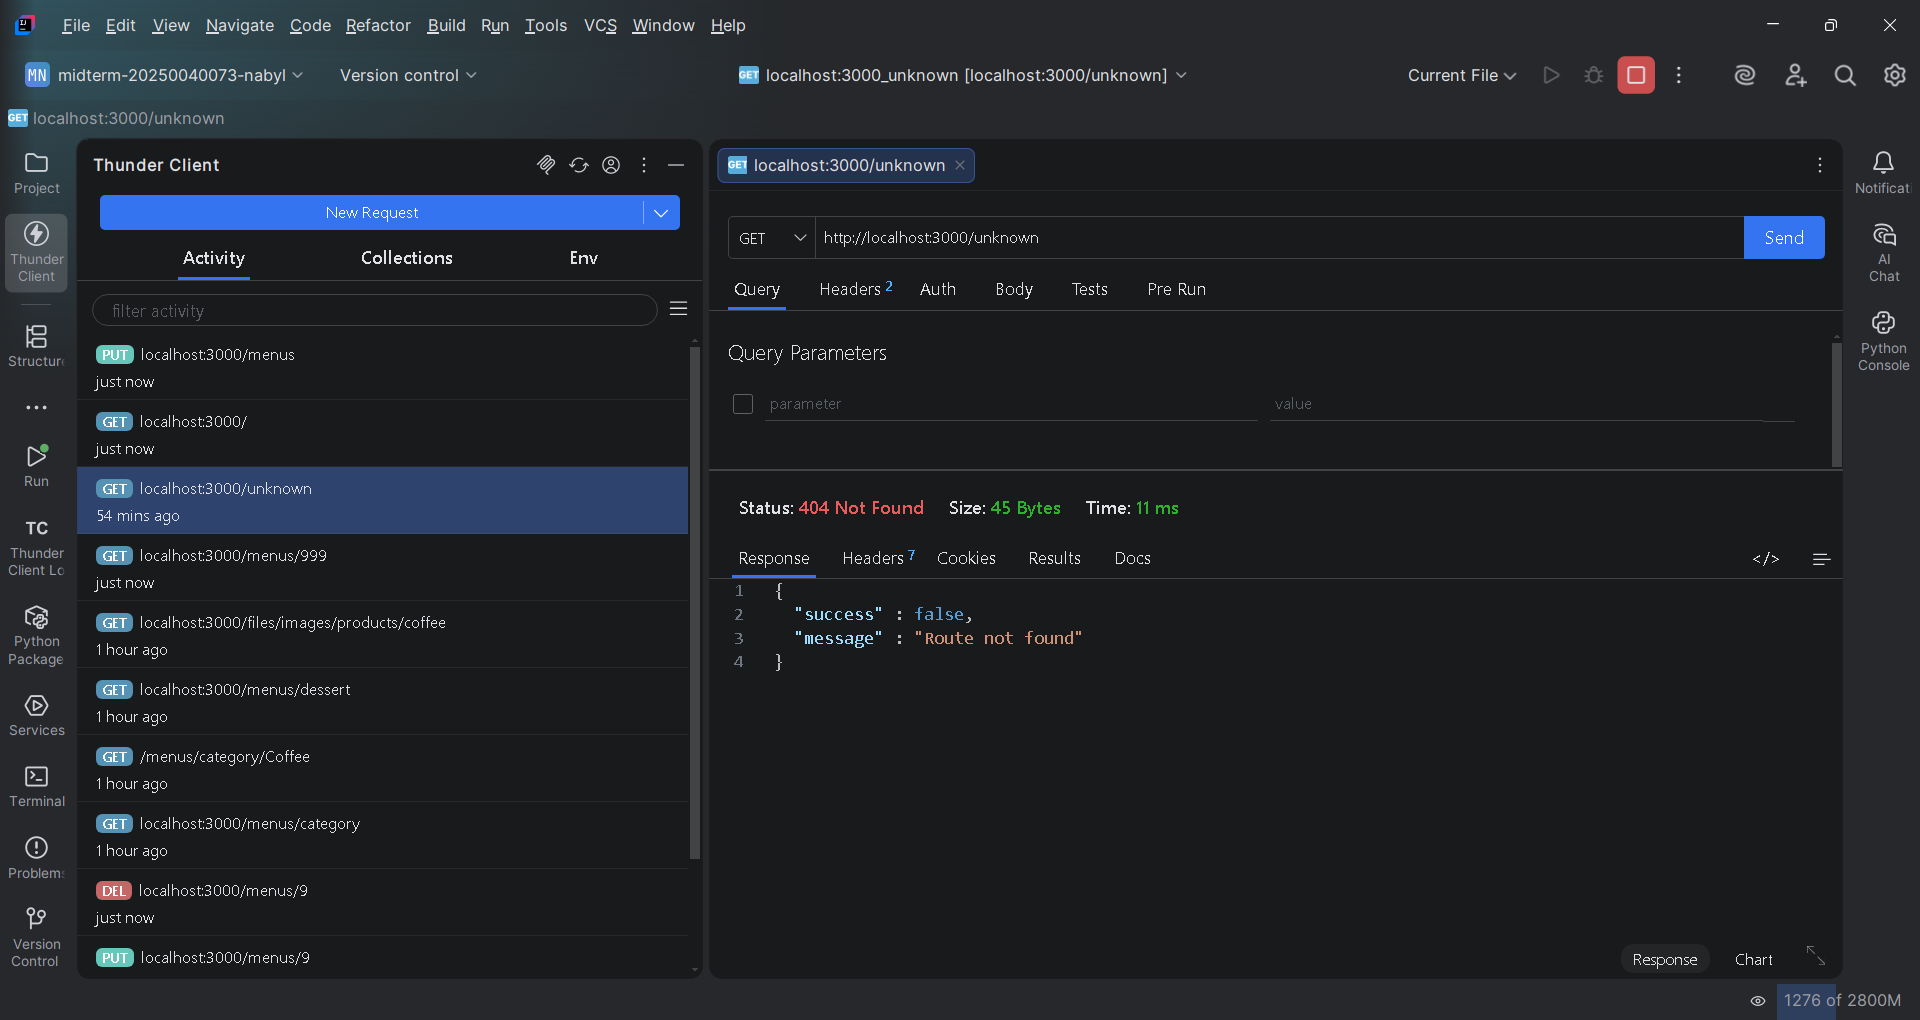 File Edit View Navigate Code Refactor Build Run Tools VCS Window Help
MN midterm-20250040073-nabyl Version control GET localhost:3000_unknown [localhost:3000/unknown] Current File
GET localhost:3000/unknown
Project
Thunder
Client
Structur
Run
TC
Thunder
Client Lo
Python
Package
Services
Terminal
Problem
Version
Control
Thunder Client
New Request
Activity Collections Env
filter activity
PUT localhost:3000/menus
just now
GET localhost:3000/
just now
GET localhost:3000/unknown
54 mins ago
GET localhost:3000/menus/999
just now
GET localhost:3000/files/images/products/coffee
1 hour ago
GET localhost:3000/menus/dessert
1 hour ago
GET /menus/category/Coffee
1 hour ago
GET localhost:3000/menus/category
1 hour ago
DEL localhost:3000/menus/9
just now
PUT localhost:3000/menus/9
GET localhost:3000/unknown
GET http://localhost:3000/unknown Send
Query Headers 2 Auth Body Tests Pre Run
Query Parameters
parameter value
Status: 404 Not Found Size: 45 Bytes Time: 11 ms
Response Headers 7 Cookies Results Docs </>
1 {
2 "success" : false,
3 "message" : "Route not found"
4 }
Response Chart
Notificati
AI
Chat
Python
Console
1276 of 2800M